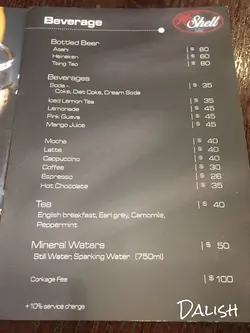 Beverage
Shell
Bottled Beer
Asahi |$ 60
Heineken |$ 60
Tsing Tao |$ 60
Beverages
Soda - |$ 35
Coke, Diet Coke, Cream Soda
Iced Lemon Tea |$ 35
Lemonade |$ 45
Pink Guava |$ 45
Mango Juice |$ 45
Mocha |$ 40
Latte |$ 40
Cappuccino |$ 40
Coffee |$ 30
Espresso |$ 26
Hot Chocolate |$ 35
Tea |$ 40
English breakfast, Earl grey, Camomile,
Peppermint
Mineral Waters |$ 50
Still Water, Sparking Water (750ml)
Corkage Fee |$100
+10% service charge
DALISH